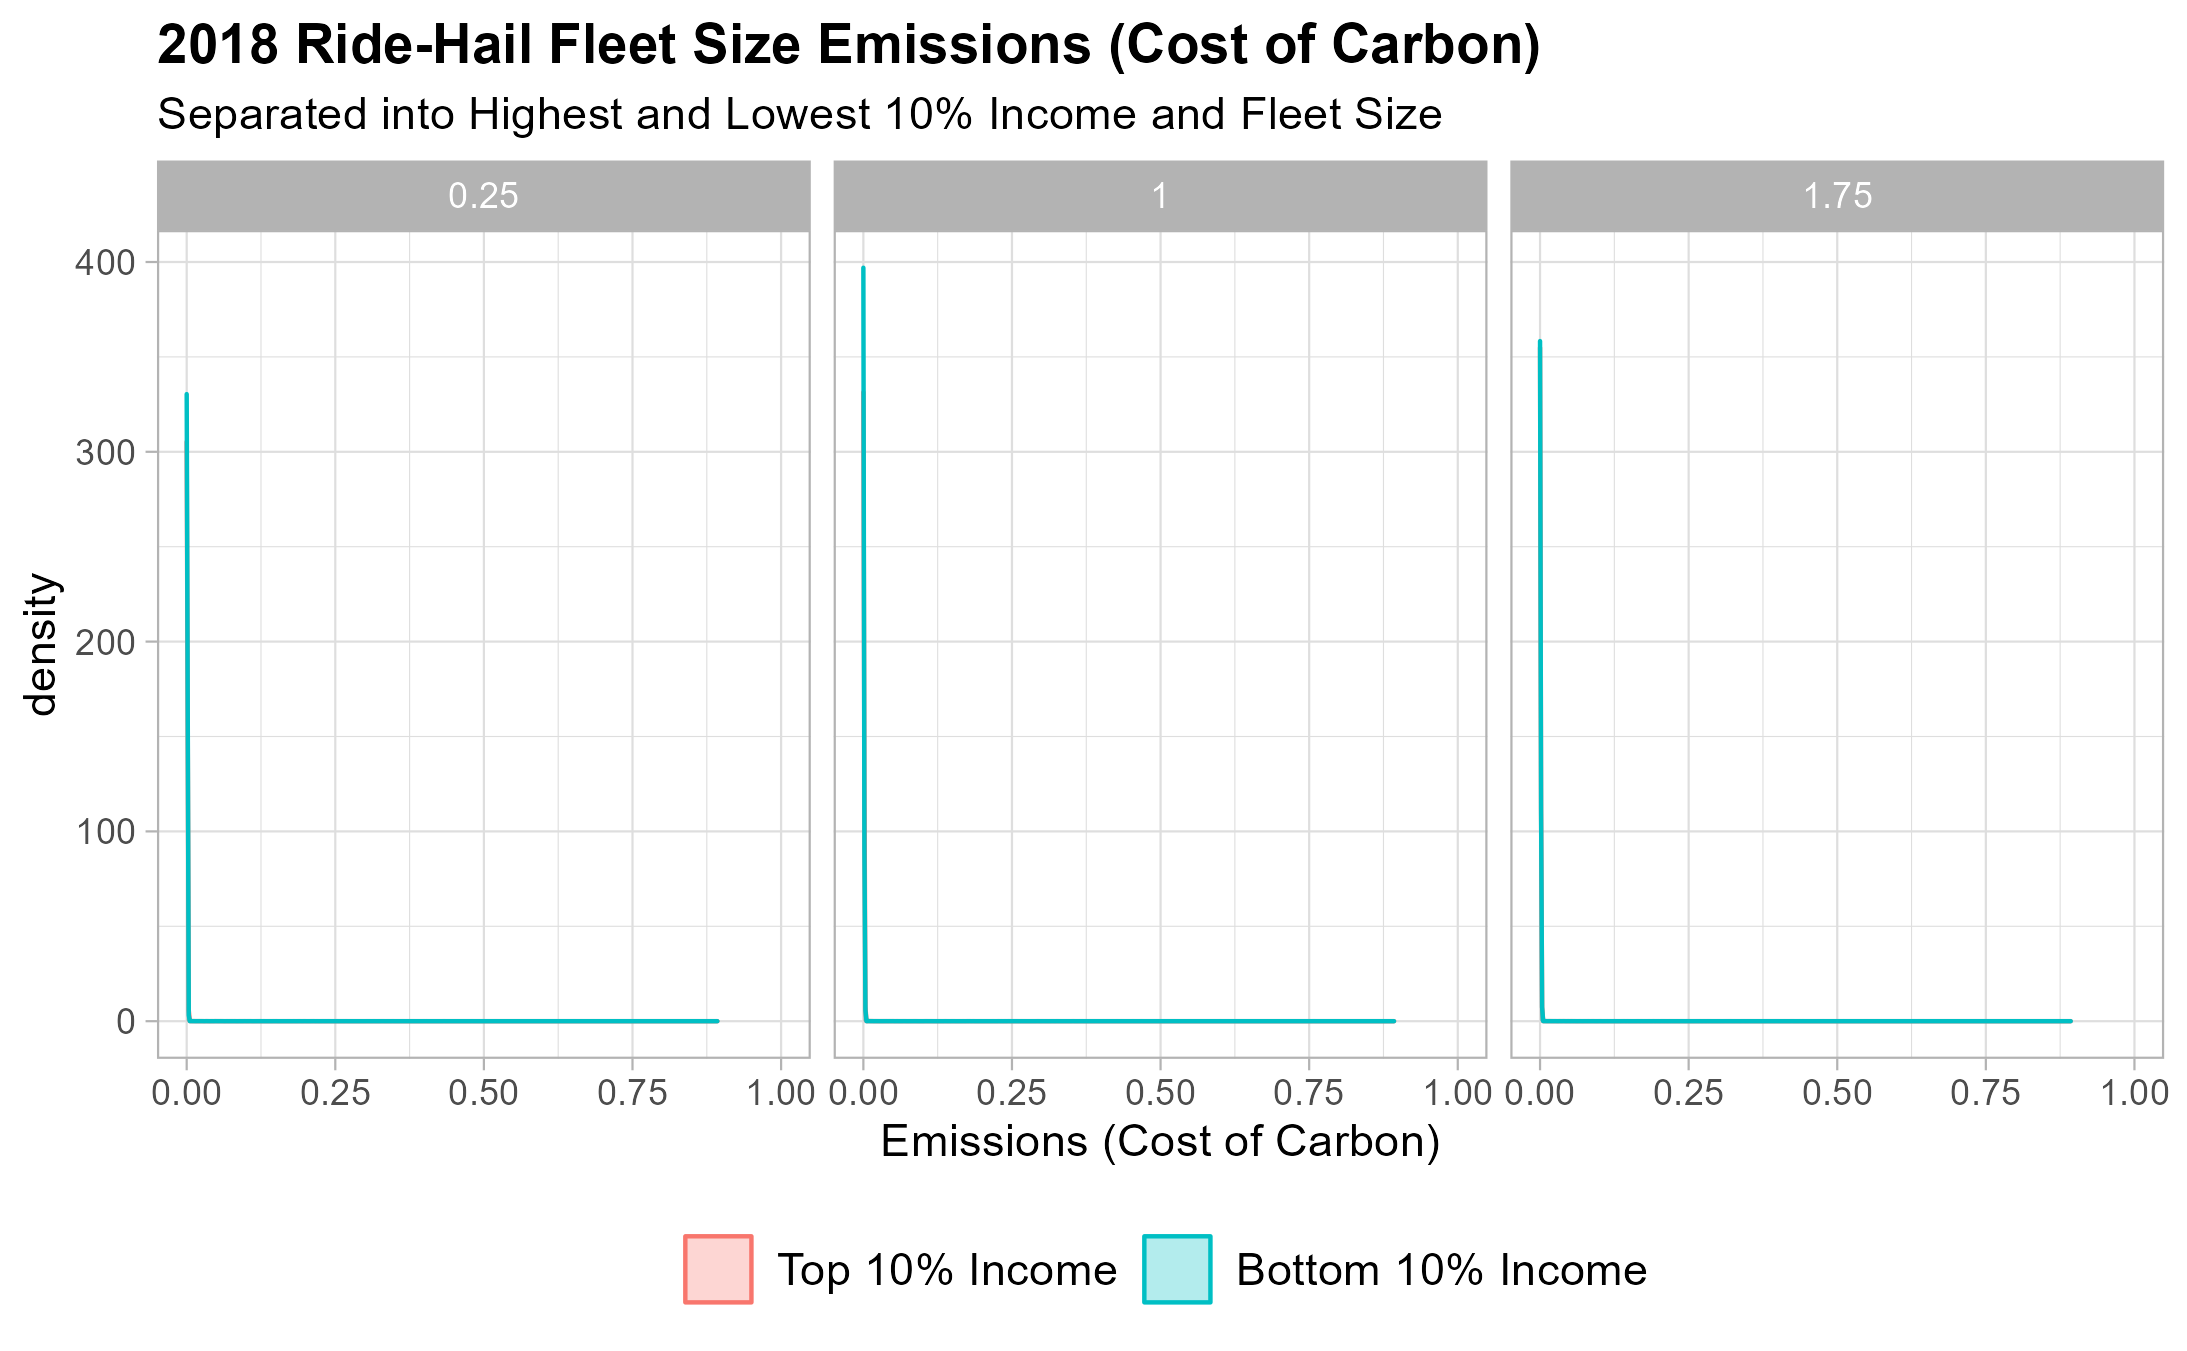 2018 Ride-Hail Fleet Size Emissions (Cost of Carbon)
Separated into Highest and Lowest 10% Income and Fleet Size
0.25 1 1.75
400
300
200
100
0
density
0.00 0.25 0.50 0.75 1.00 0.00 0.25 0.50 0.75 1.00 0.00 0.25 0.50 0.75 1.00
Emissions (Cost of Carbon)
Top 10% Income Bottom 10% Income